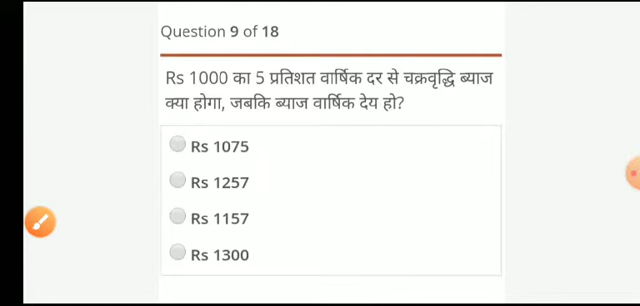 Question 9 of 18
Rs 1000 का 5 प्रतिशत वार्षिक दर से चक्रवृद्धि ब्याज
क्या होगा, जबकि ब्याज वार्षिक देय हो?
Rs 1075
Rs 1257
Rs 1157
Rs 1300